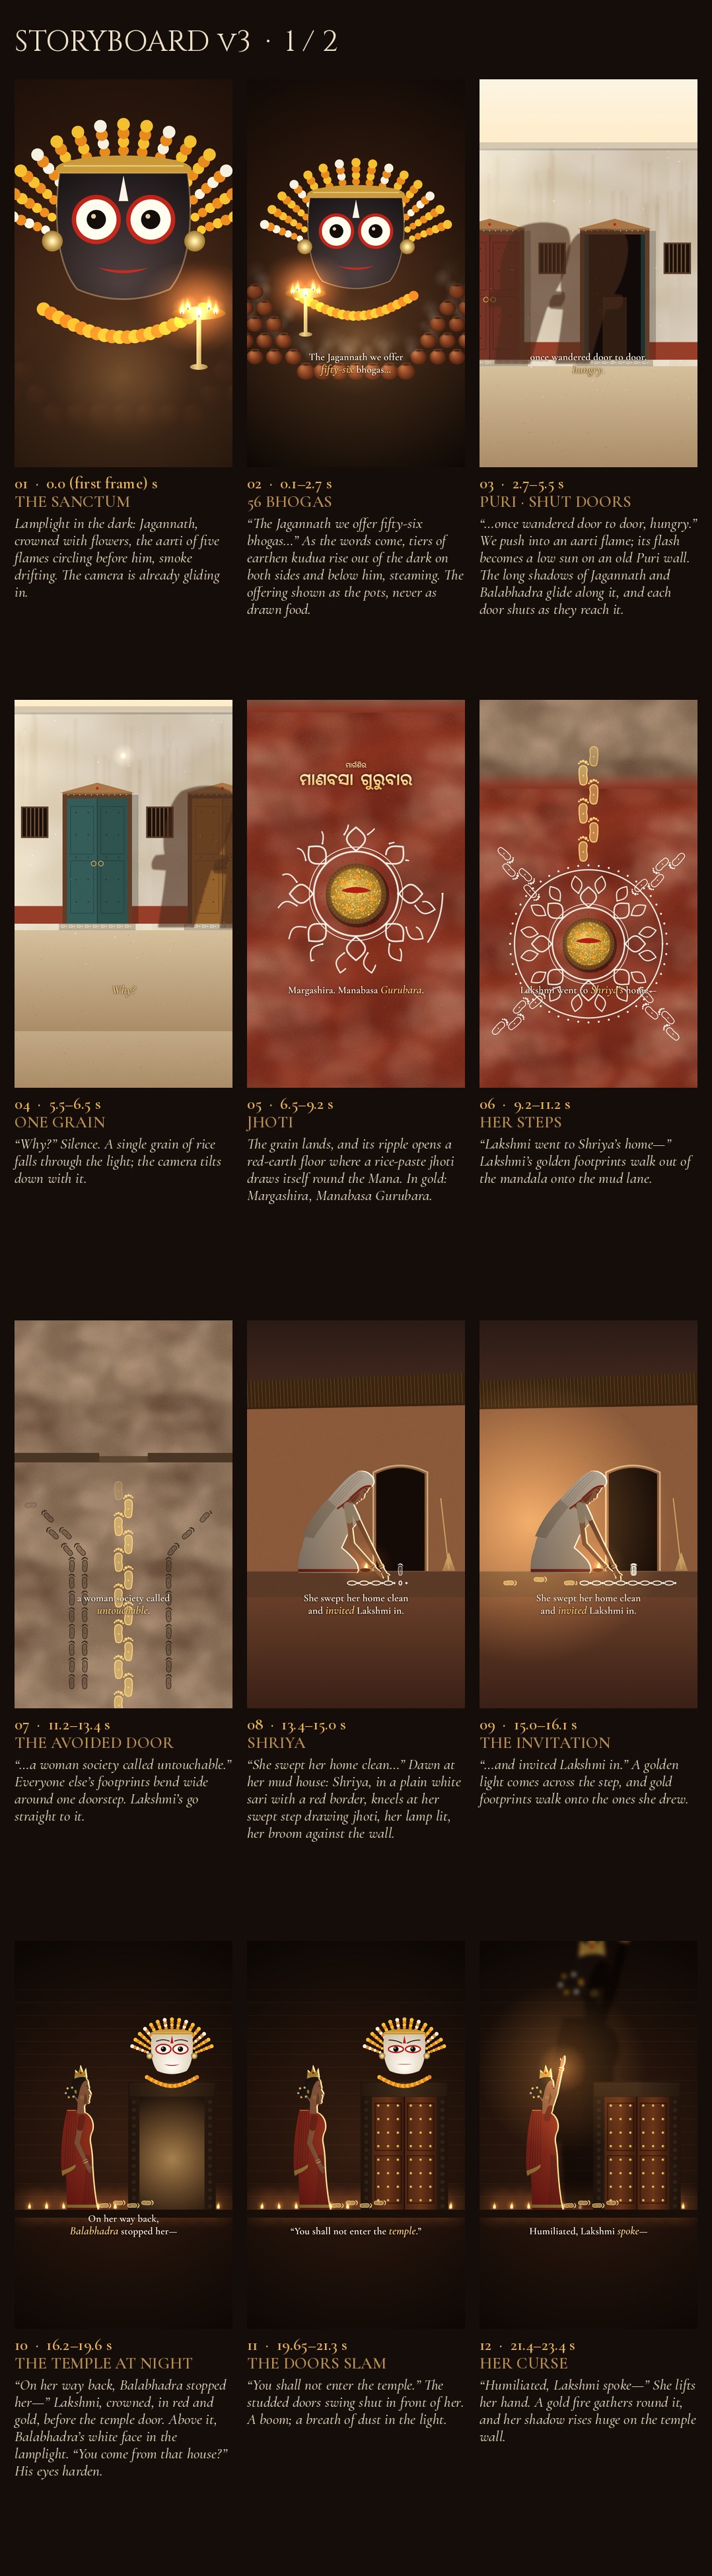 STORYBOARD v3 · 1 / 2
The Jagannath we offer
fifty-six bhogas…
once wandered door to door,
hungry.
01 · 0.0 (first frame) s
THE SANCTUM
Lamplight in the dark: Jagannath,
crowned with flowers, the aarti of five
flames circling before him, smoke
drifting. The camera is already gliding
in.
02 · 0.1–2.7 s
56 BHOGAS
“The Jagannath we offer fifty-six
bhogas…” As the words come, tiers of
earthen kudua rise out of the dark on
both sides and below him, steaming. The
offering shown as the pots, never as
drawn food.
03 · 2.7–5.5 s
PURI · SHUT DOORS
“…once wandered door to door, hungry.”
We push into an aarti flame; its flash
becomes a low sun on an old Puri wall.
The long shadows of Jagannath and
Balabhadra glide along it, and each
door shuts as they reach it.
Why?
ମାର୍ଗଶିର
ମାଣବସା ଗୁରୁବାର
Margashira. Manabasa Gurubara.
Lakshmi went to Shriya’s home—
04 · 5.5–6.5 s
ONE GRAIN
“Why?” Silence. A single grain of rice
falls through the light; the camera tilts
down with it.
05 · 6.5–9.2 s
JHOTI
The grain lands, and its ripple opens a
red-earth floor where a rice-paste jhoti
draws itself round the Mana. In gold:
Margashira, Manabasa Gurubara.
06 · 9.2–11.2 s
HER STEPS
“Lakshmi went to Shriya’s home—”
Lakshmi’s golden footprints walk out of
the mandala onto the mud lane.
a woman society called
untouchable.
She swept her home clean
and invited Lakshmi in.
She swept her home clean
and invited Lakshmi in.
07 · 11.2–13.4 s
THE AVOIDED DOOR
“…a woman society called untouchable.”
Everyone else’s footprints bend wide
around one doorstep. Lakshmi’s go
straight to it.
08 · 13.4–15.0 s
SHRIYA
“She swept her home clean…” Dawn at
her mud house: Shriya, in a plain white
sari with a red border, kneels at her
swept step drawing jhoti, her lamp lit,
her broom against the wall.
09 · 15.0–16.1 s
THE INVITATION
“…and invited Lakshmi in.” A golden
light comes across the step, and gold
footprints walk onto the ones she drew.
On her way back,
Balabhadra stopped her—
“You shall not enter the temple.”
Humiliated, Lakshmi spoke—
10 · 16.2–19.6 s
THE TEMPLE AT NIGHT
“On her way back, Balabhadra stopped
her—” Lakshmi, crowned, in red and
gold, before the temple door. Above it,
Balabhadra’s white face in the
lamplight. “You come from that house?”
His eyes harden.
11 · 19.65–21.3 s
THE DOORS SLAM
“You shall not enter the temple.” The
studded doors swing shut in front of her.
A boom; a breath of dust in the light.
12 · 21.4–23.4 s
HER CURSE
“Humiliated, Lakshmi spoke—” She lifts
her hand. A gold fire gathers round it,
and her shadow rises huge on the temple
wall.